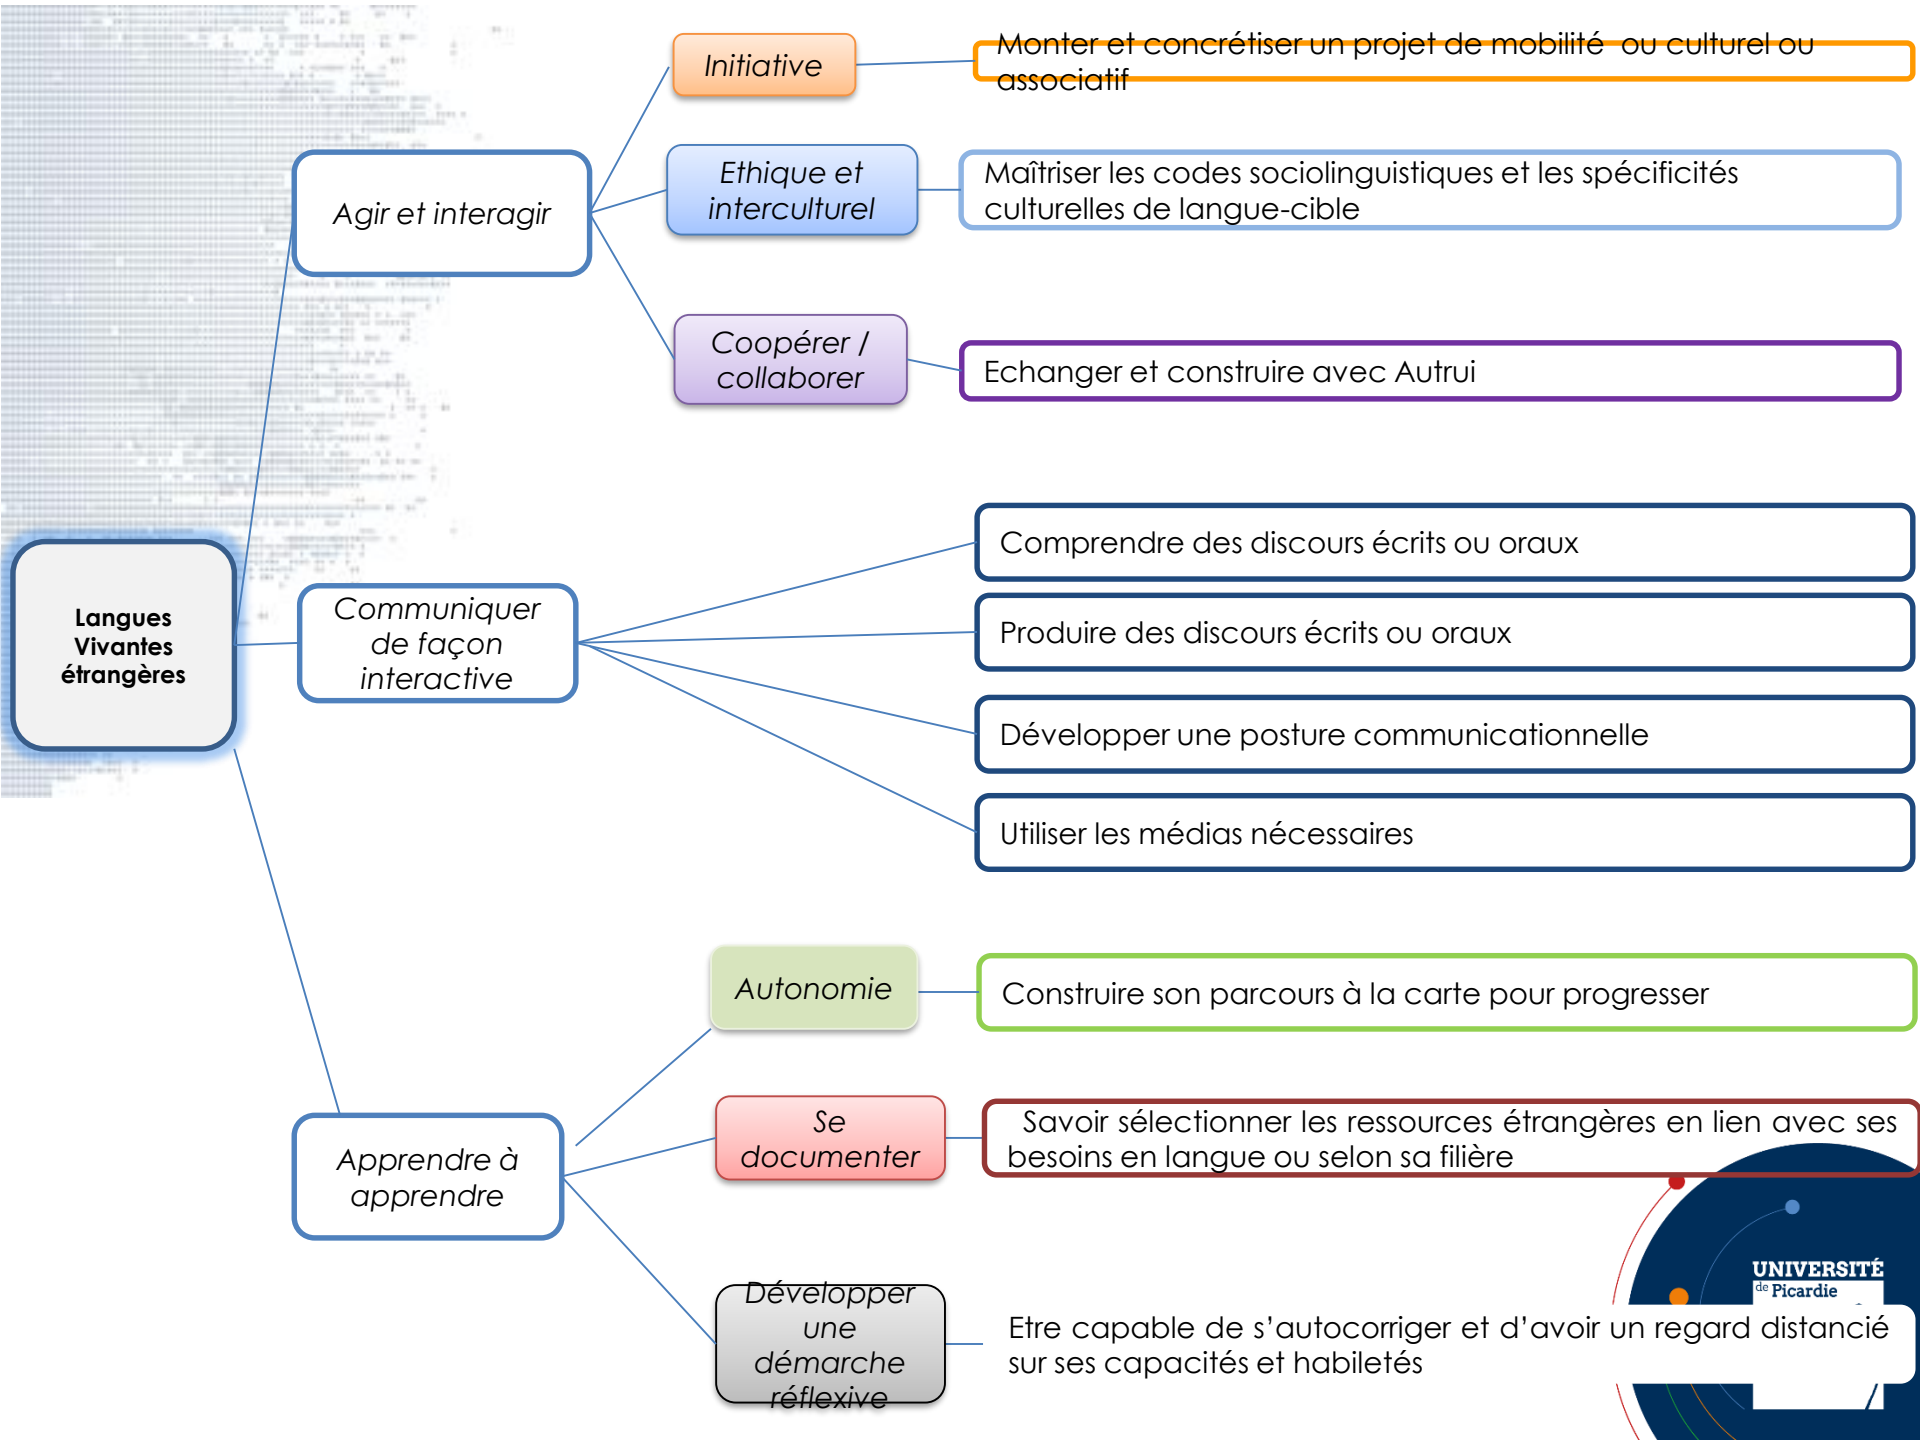 Initiative
Monter et concrétiser un projet de mobilité  ou culturel ou
associatif
Agir et interagir
Ethique et
interculturel
Maîtriser les codes sociolinguistiques et les spécificités
culturelles de langue-cible
Coopérer /
collaborer
Echanger et construire avec Autrui
Langues
Vivantes
étrangères
Communiquer
de façon
interactive
Comprendre des discours écrits ou oraux
Produire des discours écrits ou oraux
Développer une posture communicationnelle
Utiliser les médias nécessaires
Apprendre à
apprendre
Autonomie
Construire son parcours à la carte pour progresser
Se
documenter
Savoir sélectionner les ressources étrangères en lien avec ses
besoins en langue ou selon sa filière
Développer
une
démarche
réflexive
Etre capable de s’autocorriger et d’avoir un regard distancié
sur ses capacités et habiletés
UNIVERSITÉ
de Picardie